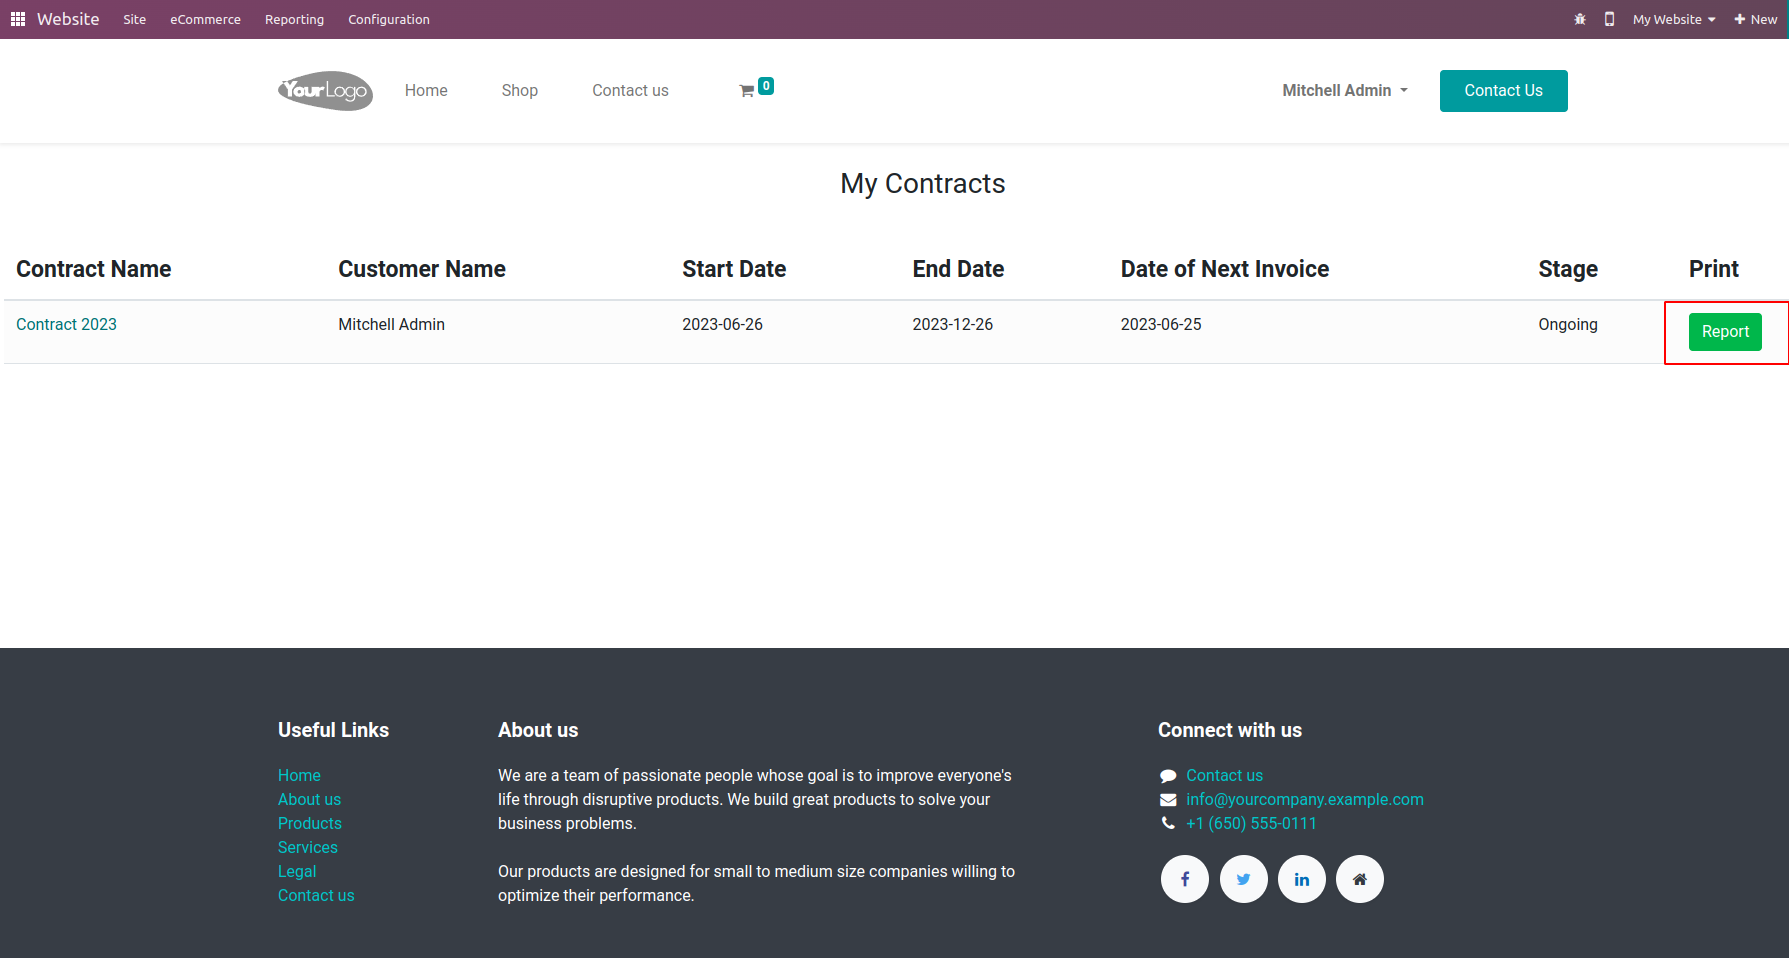 Website Site eCommerce Reporting Configuration My Website New
YourLogo Home Shop Contact us 0 Mitchell Admin Contact Us
My Contracts
Contract Name Customer Name Start Date End Date Date of Next Invoice Stage Print
Contract 2023 Mitchell Admin 2023-06-26 2023-12-26 2023-06-25 Ongoing Report
Useful Links
Home
About us
Products
Services
Legal
Contact us
About us
We are a team of passionate people whose goal is to improve everyone's
life through disruptive products. We build great products to solve your
business problems.
Our products are designed for small to medium size companies willing to
optimize their performance.
Connect with us
Contact us
info@yourcompany.example.com
+1 (650) 555-0111